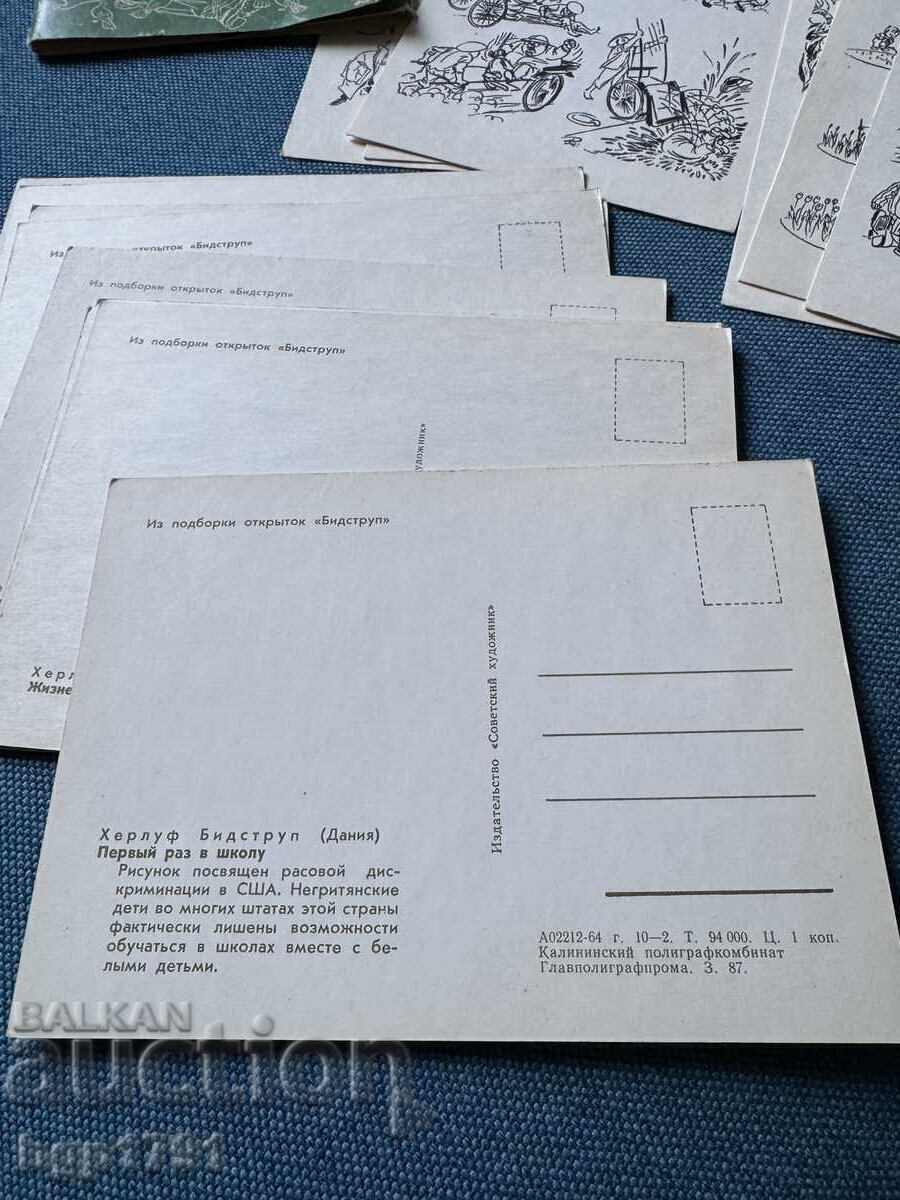 открыток «Бидструп»
Из подборки открыток «Бидструп»
Из подборки открыток «Бидструп»
Из подборки открыток «Бидструп»
Издательство «Советский художник»
Херлуф Бидструп (Дания)
Первый раз в школу
Рисунок посвящен расовой дис-
криминации в США. Негритянские
дети во многих штатах этой страны
фактически лишены возможности
обучаться в школах вместе с бе-
лыми детьми.
А02212-64 г. 10—2. Т. 94 000. Ц. 1 коп.
Калининский полиграфкомбинат
Главполиграфпрома. З. 87.
BALKAN
auction
bgp1791